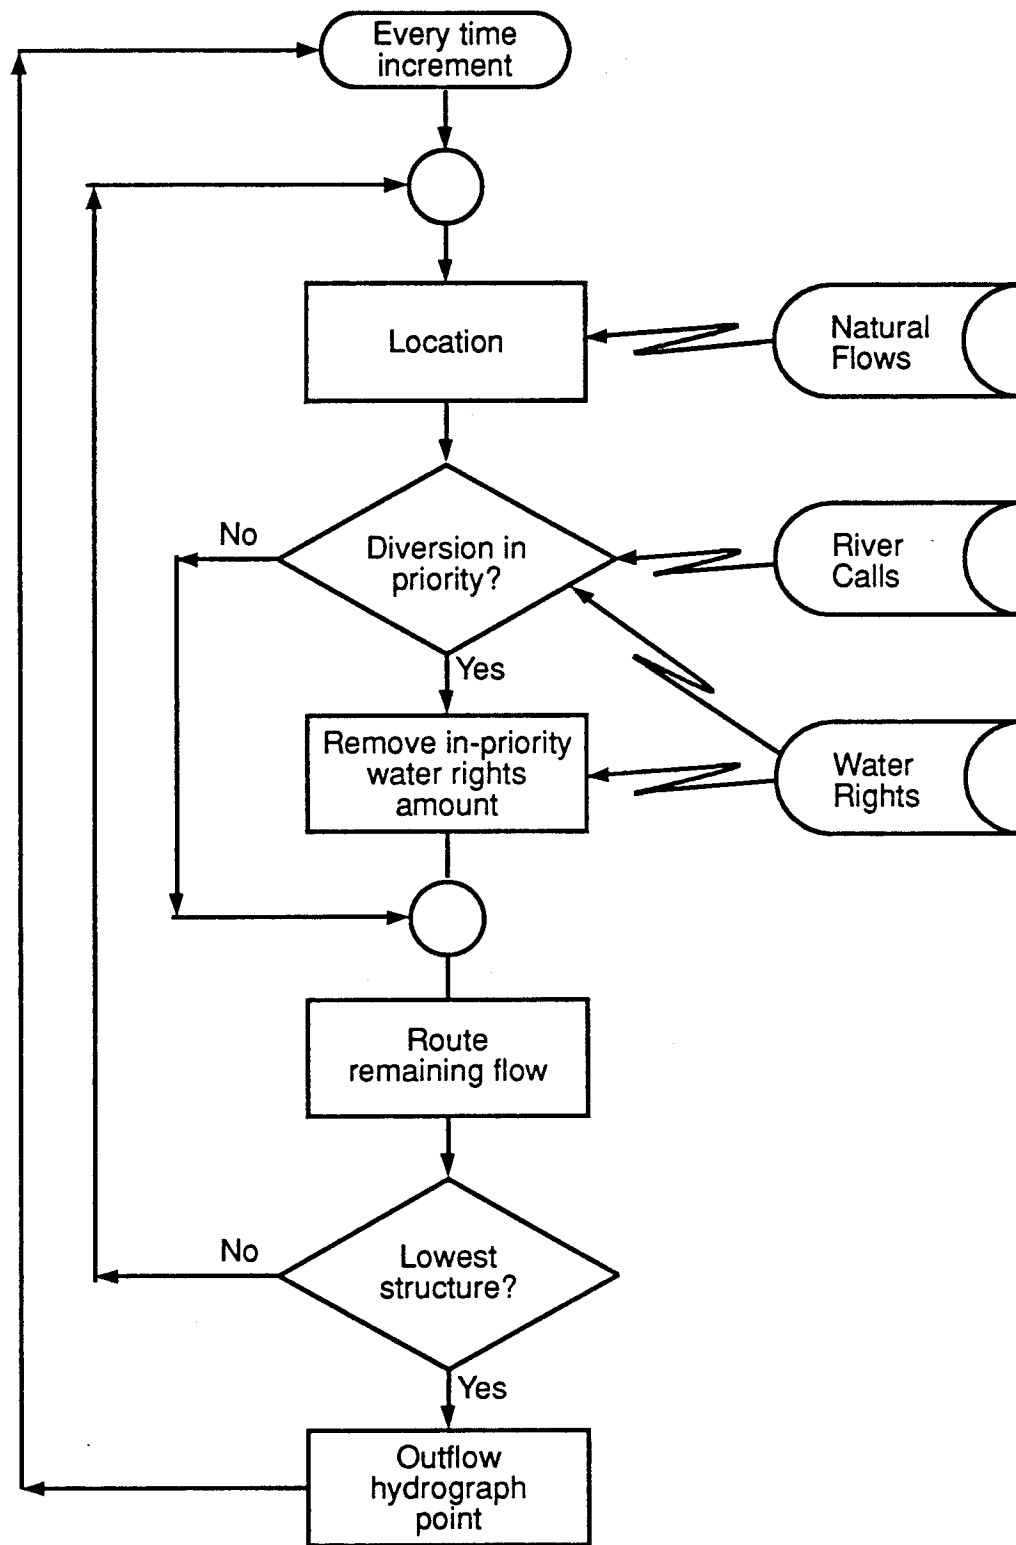 Every time
increment
Location
Natural
Flows
No
Diversion in
priority?
River
Calls
Yes
Remove in-priority
water rights
amount
Water
Rights
Route
remaining flow
No
Lowest
structure?
Yes
Outflow
hydrograph
point